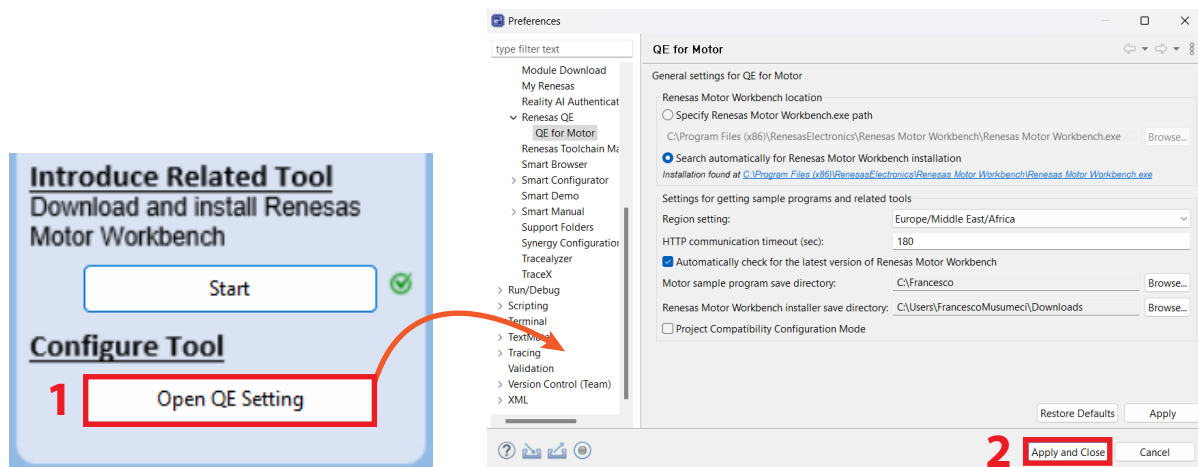 Introduce Related Tool
Download and install Renesas
Motor Workbench
Start
Configure Tool
1
Open QE Setting
Preferences
type filter text
Module Download
My Renesas
Reality AI Authenticat
Renesas QE
QE for Motor
Renesas Toolchain Ma
Smart Browser
Smart Configurator
Smart Demo
Smart Manual
Support Folders
Synergy Configuration
Tracealyzer
TraceX
Run/Debug
Scripting
Terminal
TextMate
Tracing
Validation
Version Control (Team)
XML
QE for Motor
General settings for QE for Motor
Renesas Motor Workbench location
Specify Renesas Motor Workbench.exe path
C:\Program Files (x86)\RenesasElectronics\Renesas Motor Workbench\Renesas Motor Workbench.exe Browse...
Search automatically for Renesas Motor Workbench installation
Installation found at C:\Program Files (x86)\RenesasElectronics\Renesas Motor Workbench\Renesas Motor Workbench.exe
Settings for getting sample programs and related tools
Region setting: Europe/Middle East/Africa
HTTP communication timeout (sec): 180
Automatically check for the latest version of Renesas Motor Workbench
Motor sample program save directory: C:\Francesco Browse...
Renesas Motor Workbench installer save directory: C:\Users\FrancescoMusumeci\Downloads Browse...
Project Compatibility Configuration Mode
Restore Defaults Apply
2 Apply and Close Cancel